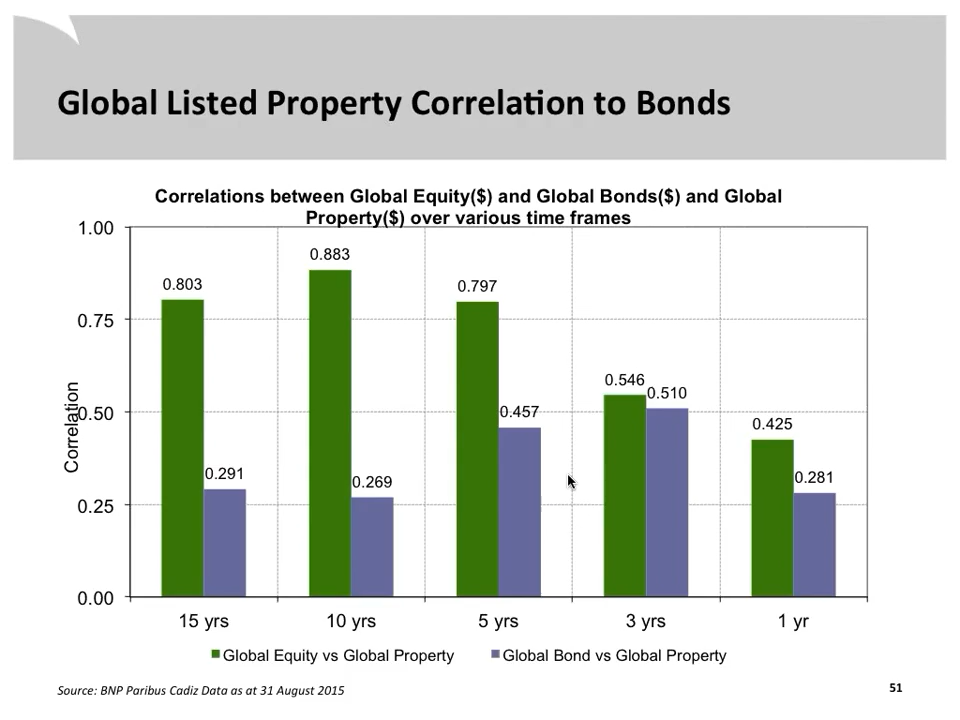 Global Listed Property Correlation to Bonds
Correlations between Global Equity($) and Global Bonds($) and Global
Property($) over various time frames
1.00
0.75
0.50
0.25
0.00
Correlation
0.803
0.291
0.883
0.269
0.797
0.457
0.546
0.510
0.425
0.281
15 yrs
10 yrs
5 yrs
3 yrs
1 yr
Global Equity vs Global Property
Global Bond vs Global Property
Source: BNP Paribus Cadiz Data as at 31 August 2015
51